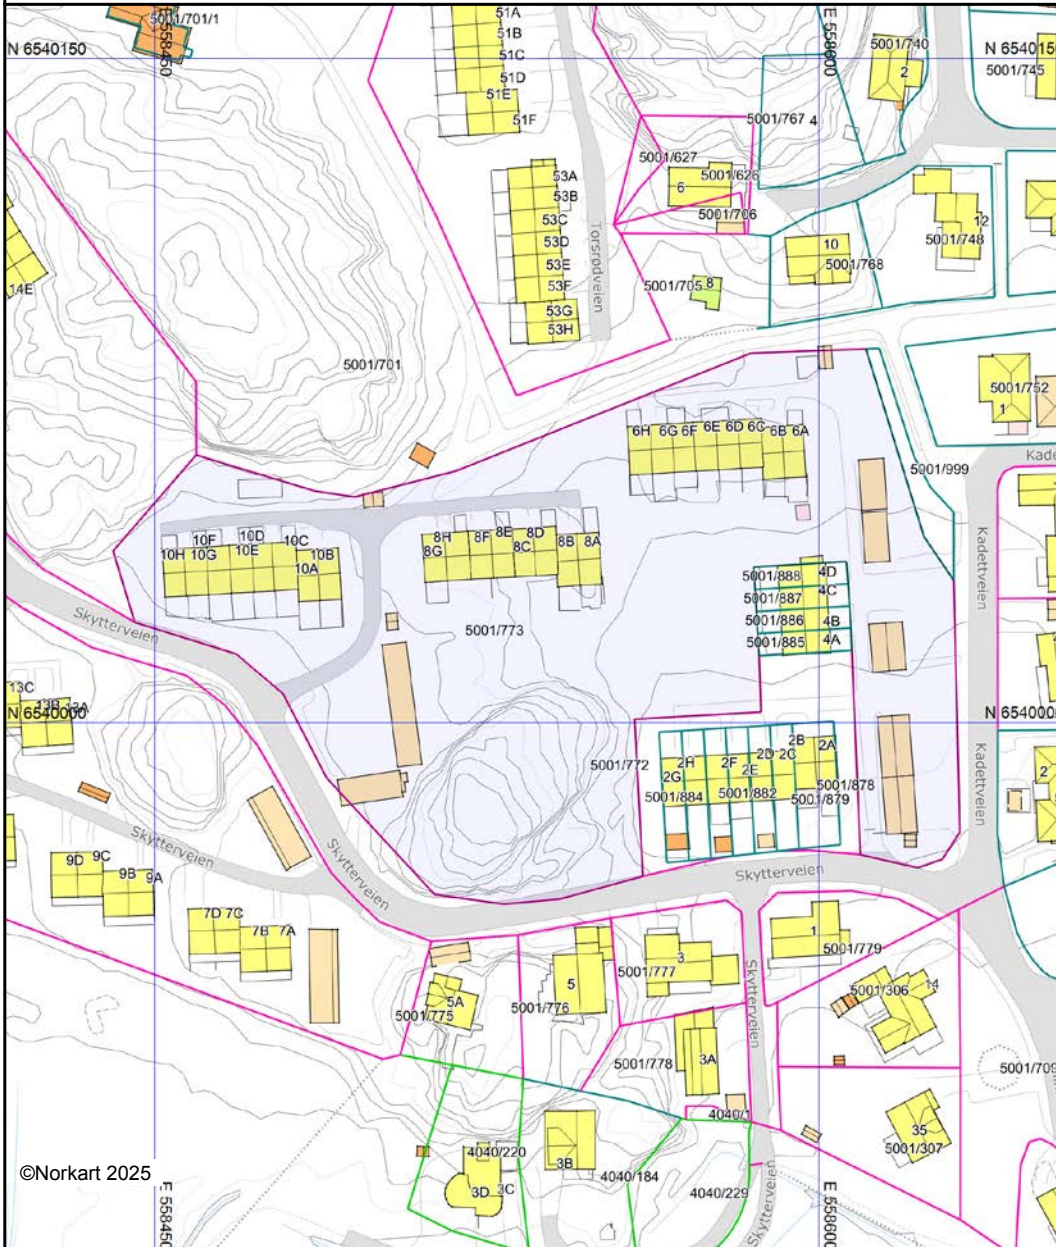 5001/701/1
E 558450
E 558600
N 6540150
N 6540150
51A
51B
51C
51D
51E
51F
5001/740
2
5001/745
5001/767
4
5001/627
5001/626
6
5001/706
53A
53B
53C
53D
53E
53F
53G
53H
Torsrødveien
12
5001/748
10
5001/768
5001/705
8
14E
5001/701
5001/752
1
6H
6G
6F
6E
6D
6C
6B
6A
5001/999
Kade
10H
10F
10G
10D
10E
10C
10B
10A
8H
8G
8F
8E
8C
8D
8B
8A
Kadettveien
5001/888
4D
5001/887
4C
5001/886
4B
5001/885
4A
Skytterveien
5001/773
13C
13B
13A
N 6540000
N 6540000
5001/772
2H
2G
2F
2E
2D
2C
2B
2A
5001/884
5001/882
5001/879
5001/878
Kadettveien
2
Skytterveien
Skytterveien
Skytterveien
9D
9C
9B
9A
7D
7C
7B
7A
1
5001/779
3
5001/777
5
5001/776
5A
5001/775
Skytterveien
5001/306
14
3A
5001/778
5001/709
4040/1
35
5001/307
4040/220
3B
3D
3C
4040/184
4040/229
Skytterveien
©Norkart 2025
E 558450
E 558600